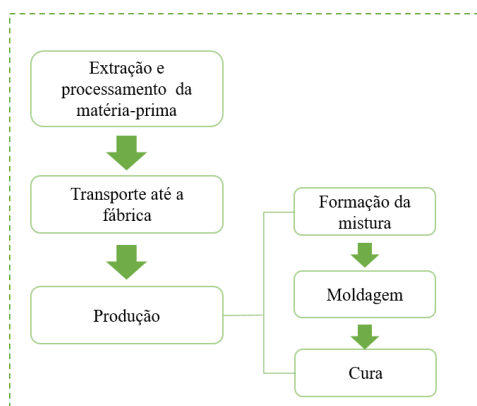 Extração e
processamento da
matéria-prima
Transporte até a
fábrica
Produção
Formação da
mistura
Moldagem
Cura